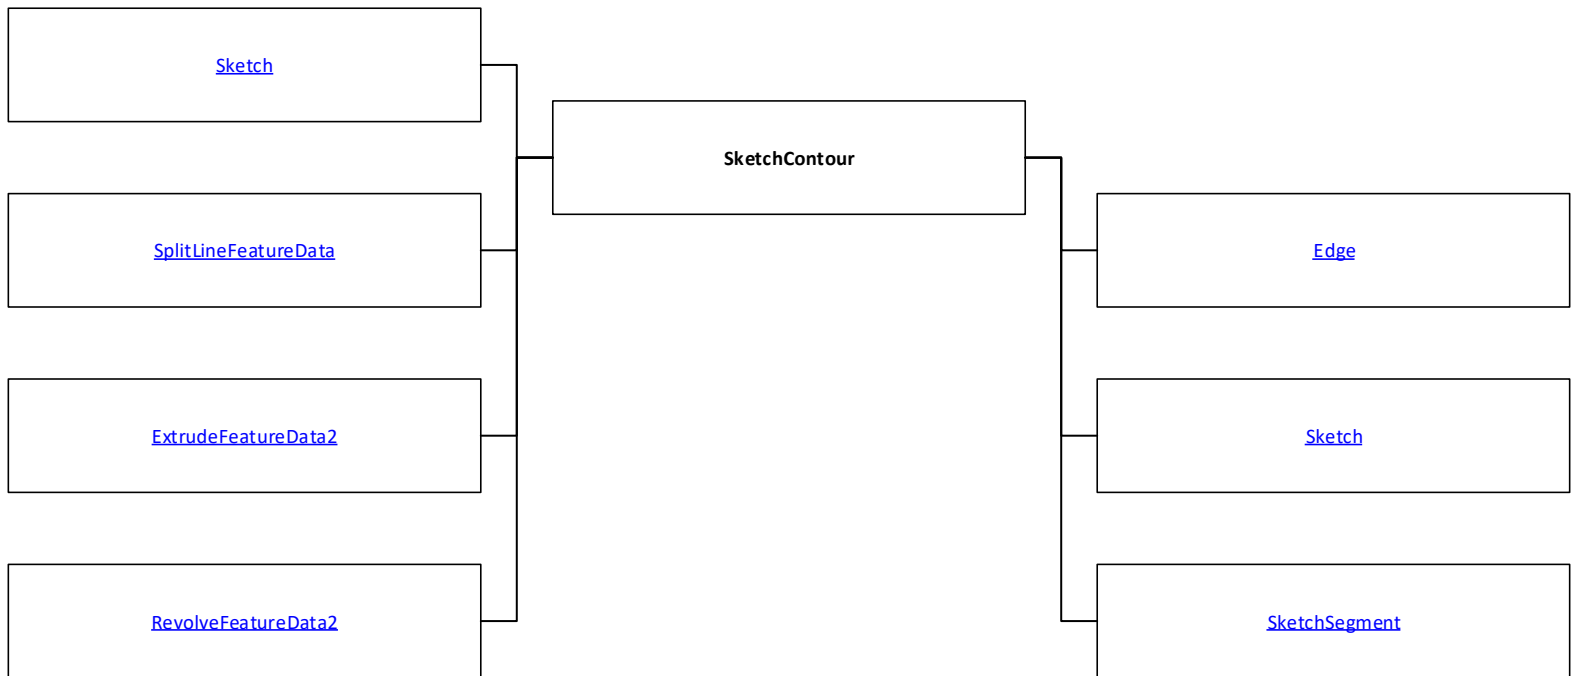 Sketch
SketchContour
SplitLineFeatureData
Edge
ExtrudeFeatureData2
Sketch
RevolveFeatureData2
SketchSegment